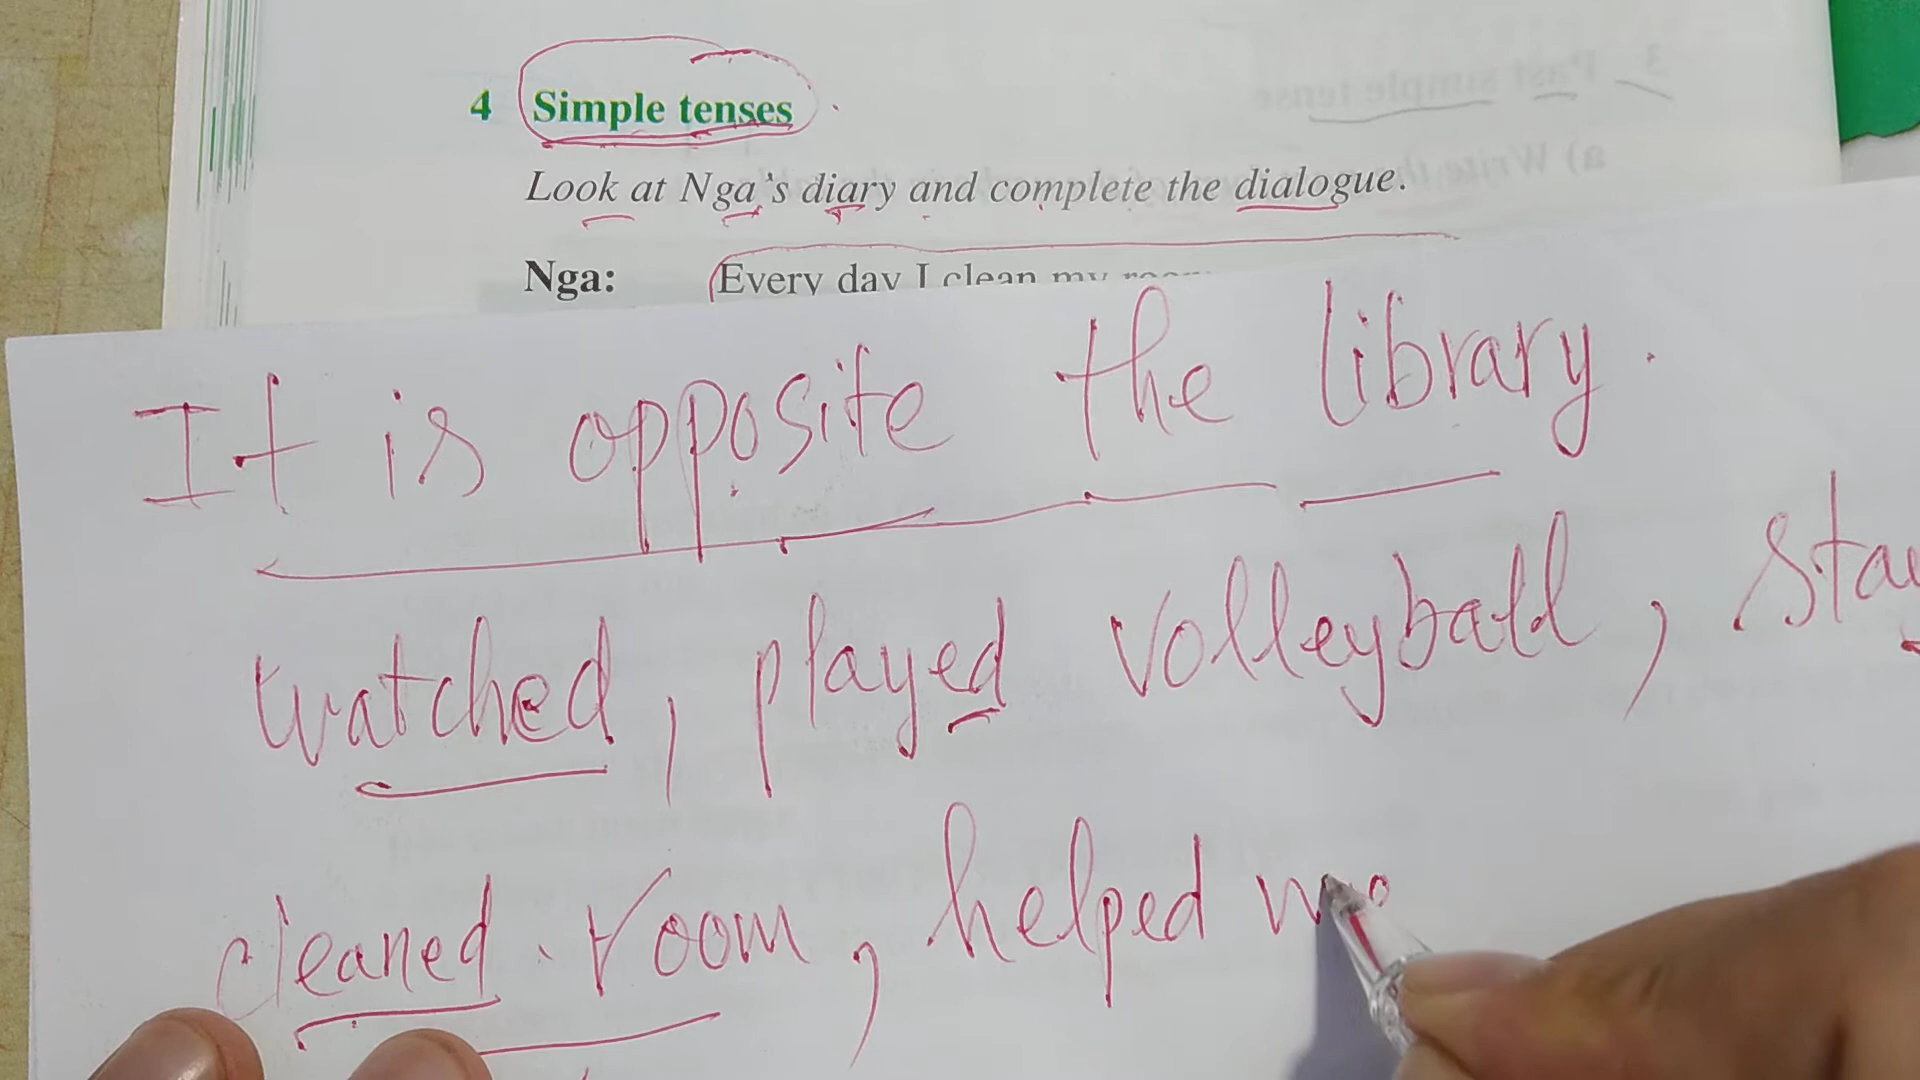 4 Simple tenses
Look at Nga's diary and complete the dialogue.
Nga: Every day I clean my
It is opposite the library.
watched, played volleyball, stay
cleaned room, helped